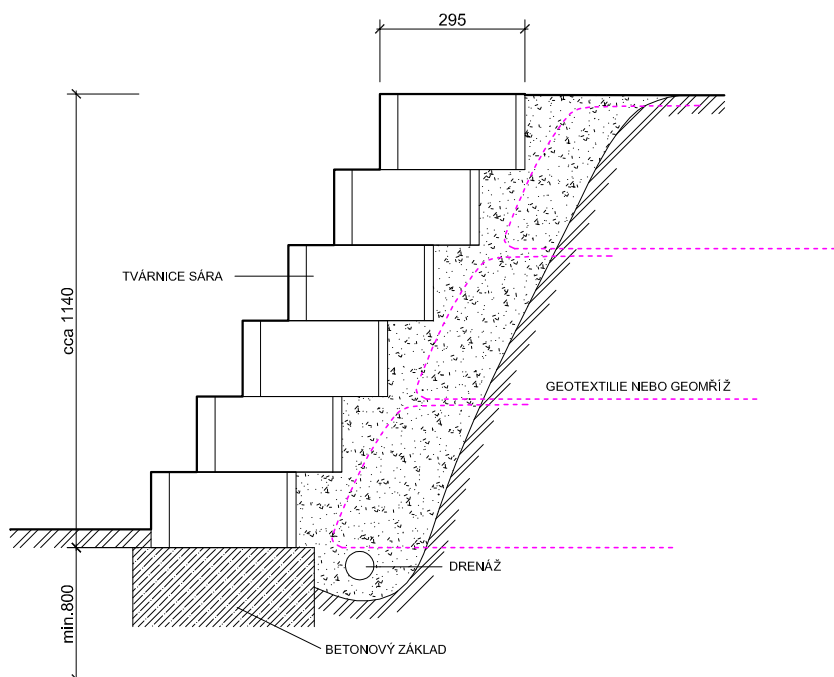 295
TVÁRNICE SÁRA
cca 1140
GEOTEXTILIE NEBO GEOMŘÍŽ
DRENÁŽ
min.800
BETONOVÝ ZÁKLAD